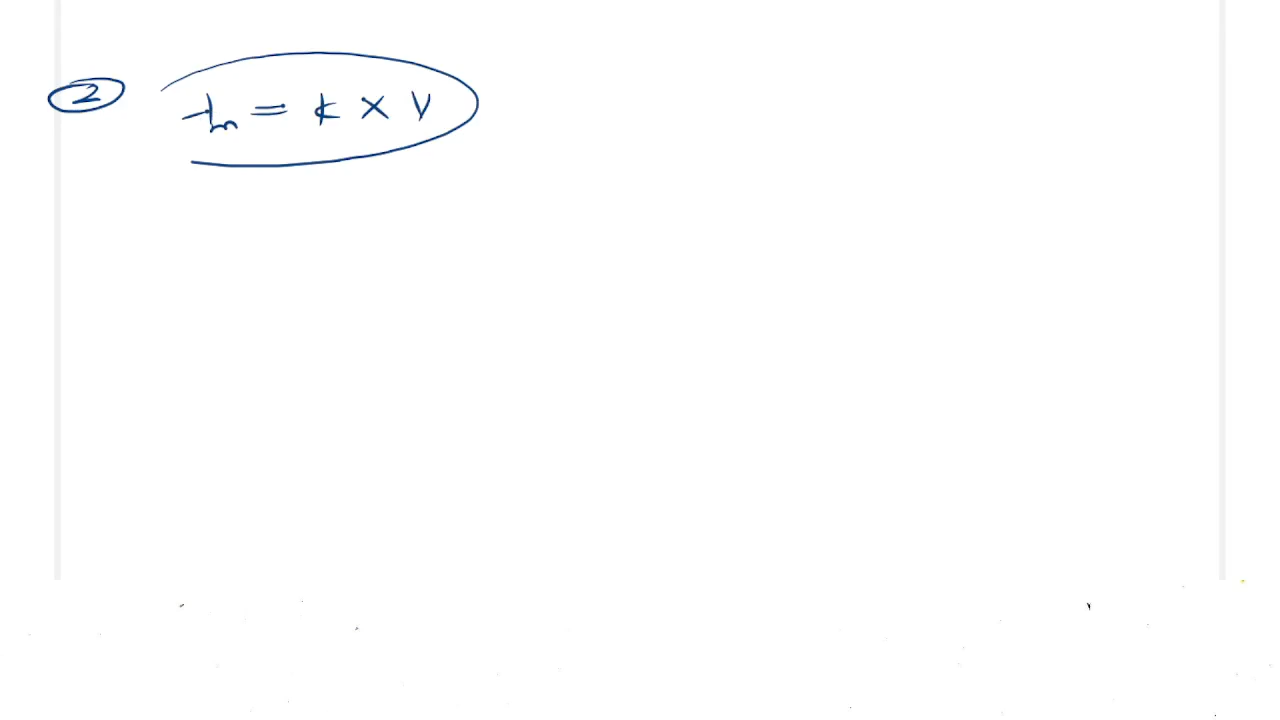 ② tm = k × V